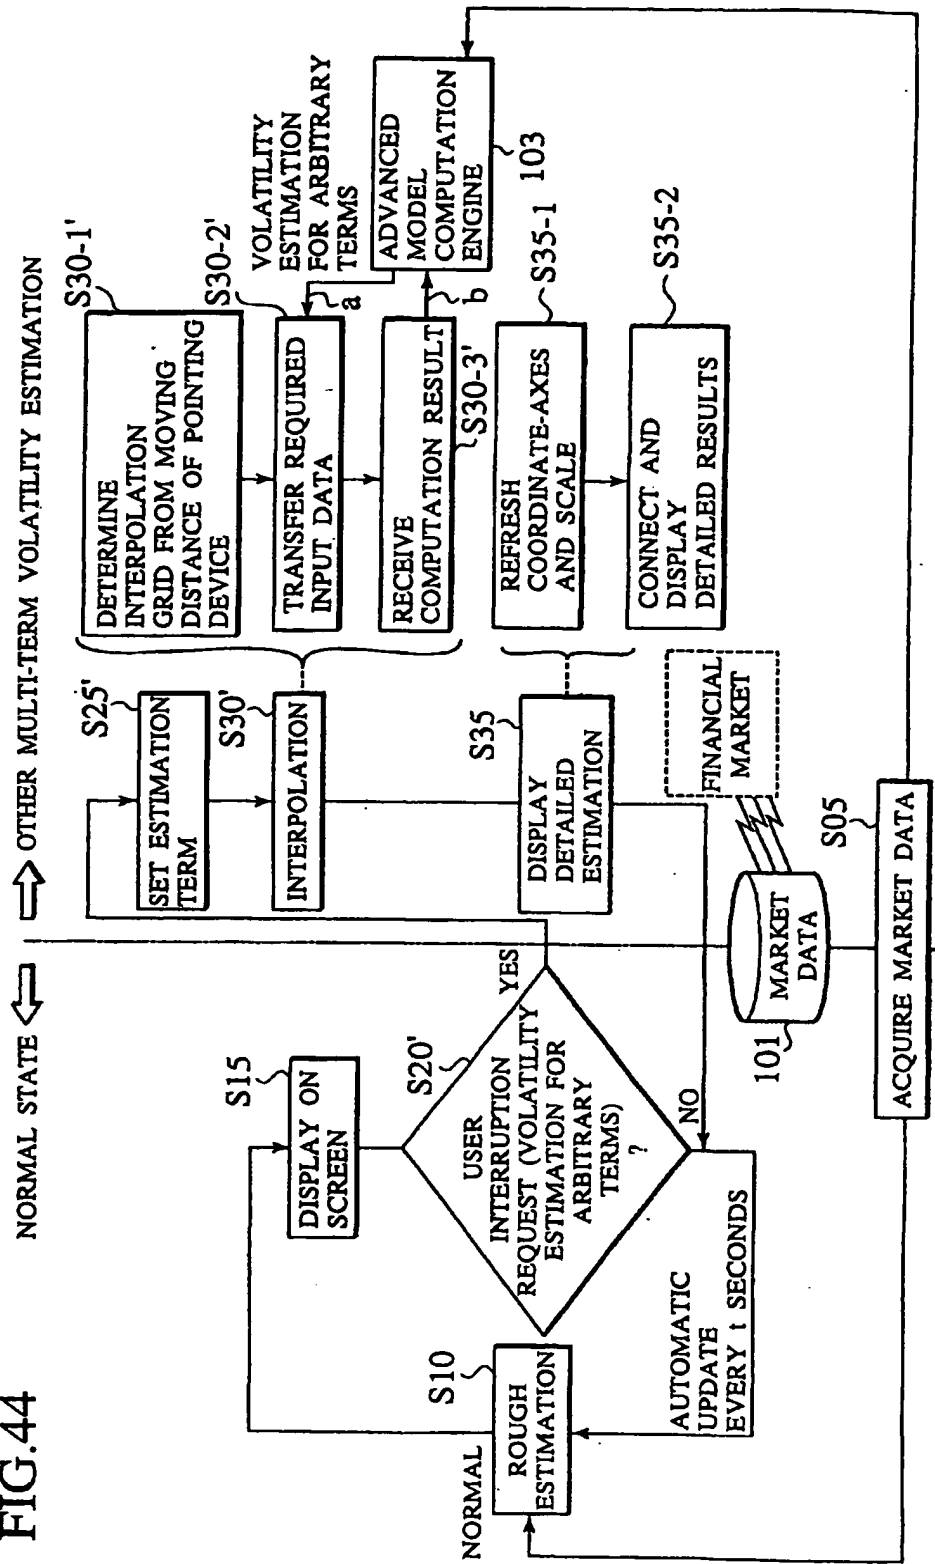 FIG.44
NORMAL STATE
OTHER MULTI-TERM VOLATILITY ESTIMATION
NORMAL
S10
ROUGH
ESTIMATION
S15
DISPLAY ON
SCREEN
S20'
USER
INTERRUPTION
REQUEST (VOLATILITY
ESTIMATION FOR
ARBITRARY
TERMS)
?
YES
NO
AUTOMATIC
UPDATE
EVERY t SECONDS
S25'
SET ESTIMATION
TERM
S30'
INTERPOLATION
S35
DISPLAY
DETAILED
ESTIMATION
S30-1'
DETERMINE
INTERPOLATION
GRID FROM MOVING
DISTANCE OF POINTING
DEVICE
S30-2'
TRANSFER REQUIRED
INPUT DATA
RECEIVE
COMPUTATION RESULT
S30-3'
VOLATILITY
ESTIMATION
FOR ARBITRARY
TERMS
a
b
ADVANCED
MODEL
COMPUTATION
ENGINE
103
S35-1
REFRESH
COORDINATE-AXES
AND SCALE
S35-2
CONNECT AND
DISPLAY
DETAILED RESULTS
FINANCIAL
MARKET
MARKET
DATA
101
S05
ACQUIRE MARKET DATA